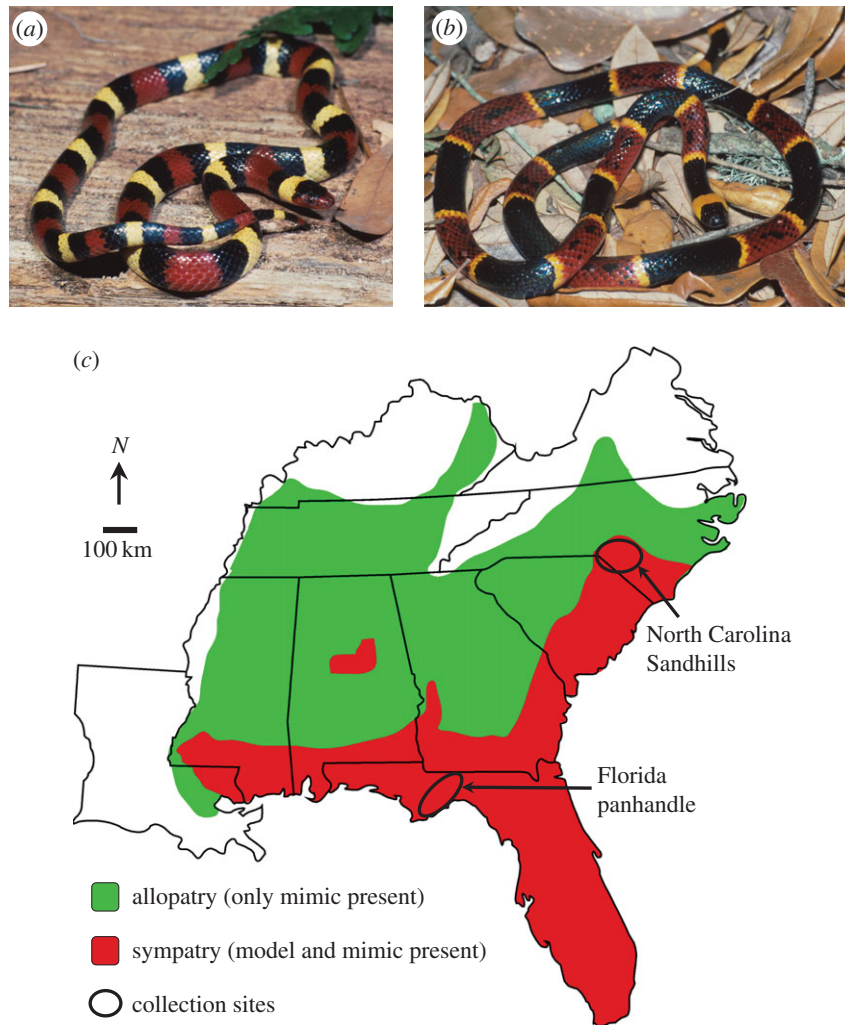 (a)
(b)
(c)
N
100 km
North Carolina
Sandhills
Florida
panhandle
allopatry (only mimic present)
sympatry (model and mimic present)
collection sites